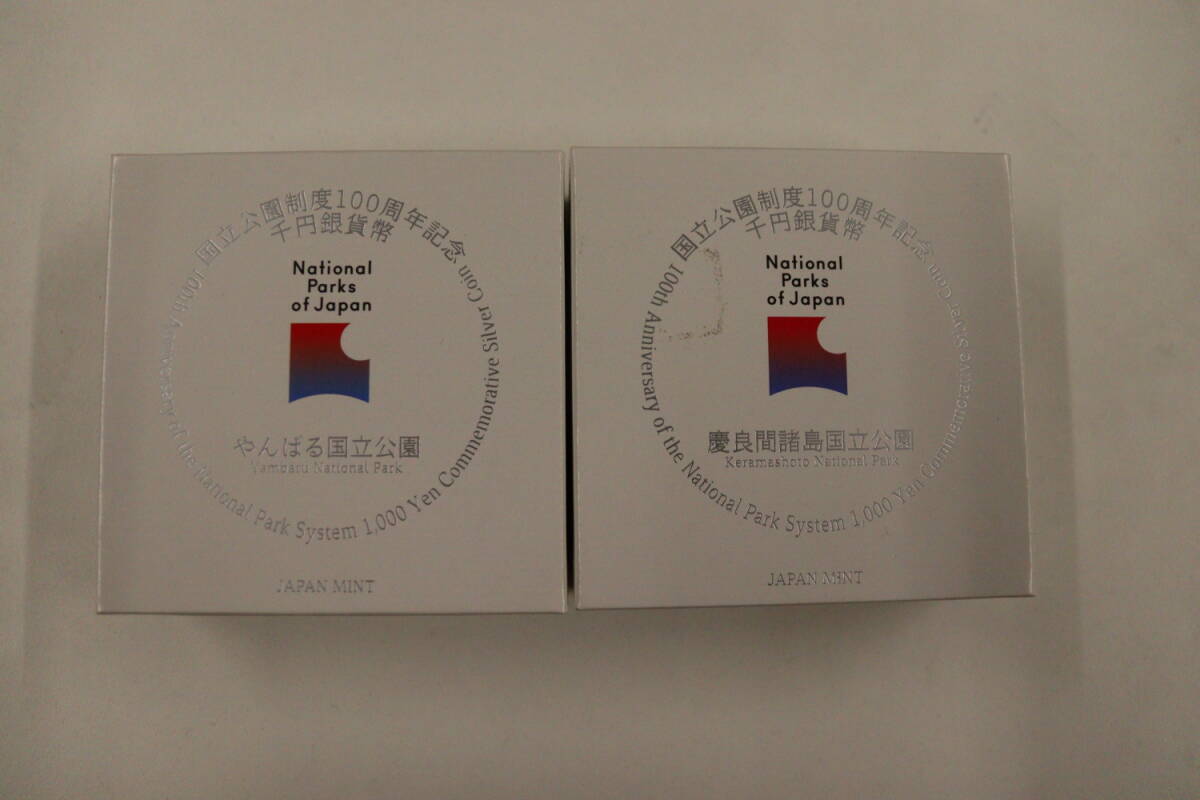 国立公園制度100周年記念
千円銀貨幣
National
Parks
of Japan
やんばる国立公園
Yambaru National Park
100th Anniversary of the National Park System 1,000 Yen Commemorative Silver Coin
JAPAN MINT
国立公園制度100周年記念
千円銀貨幣
National
Parks
of Japan
慶良間諸島国立公園
Keramashoto National Park
100th Anniversary of the National Park System 1,000 Yen Commemorative Silver Coin
JAPAN MINT